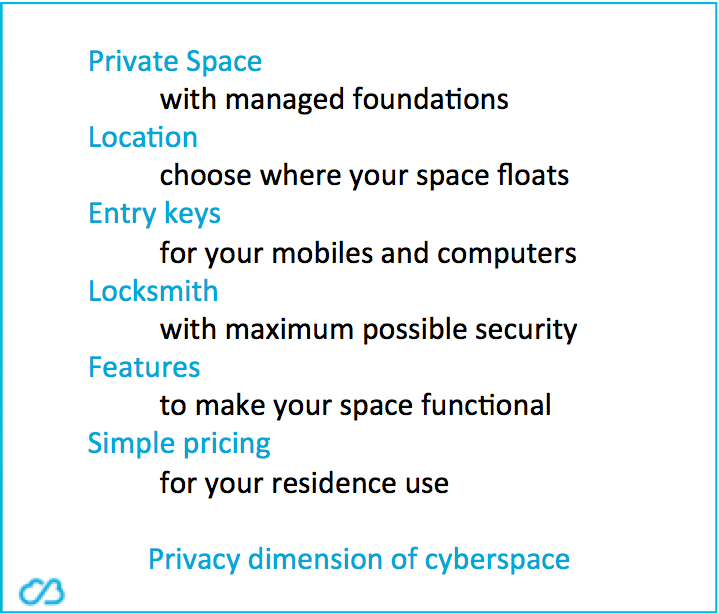 Private Space
with managed foundations
Location
choose where your space floats
Entry keys
for your mobiles and computers
Locksmith
with maximum possible security
Features
to make your space functional
Simple pricing
for your residence use
Privacy dimension of cyberspace